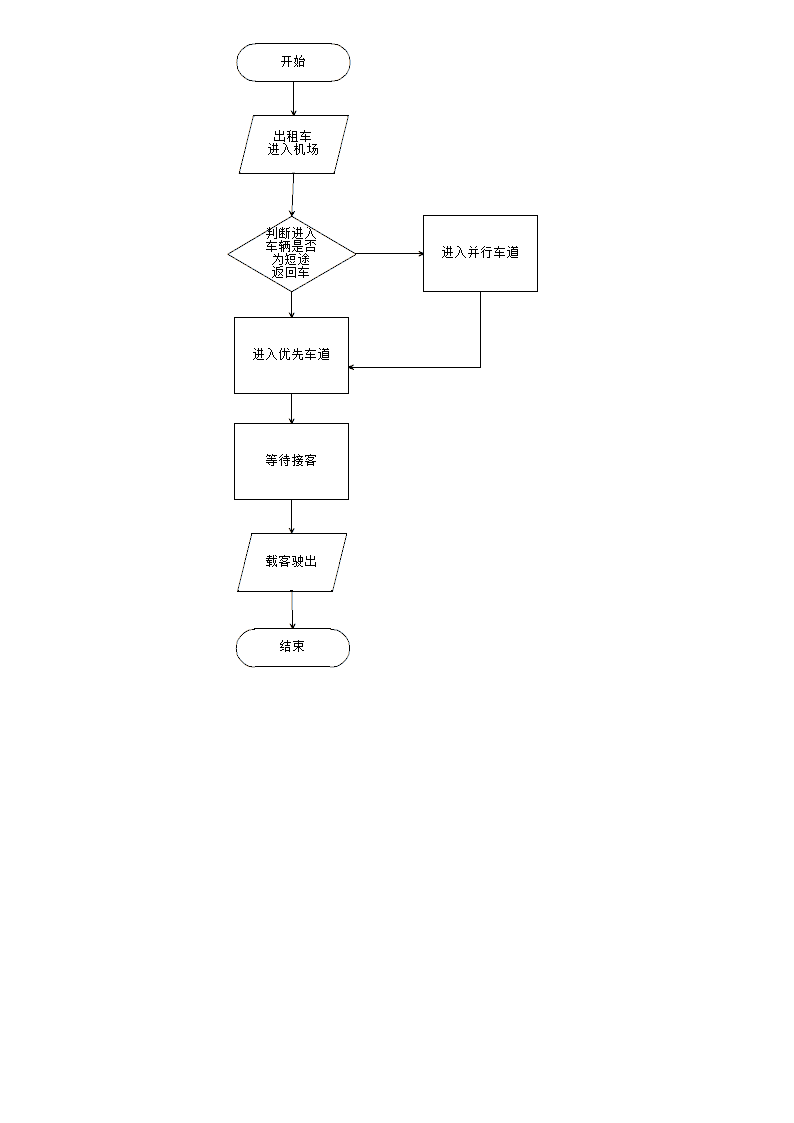 开始
出租车
进入机场
判断进入
车辆是否
为短途
返回车
进入并行车道
进入优先车道
等待接客
载客驶出
结束